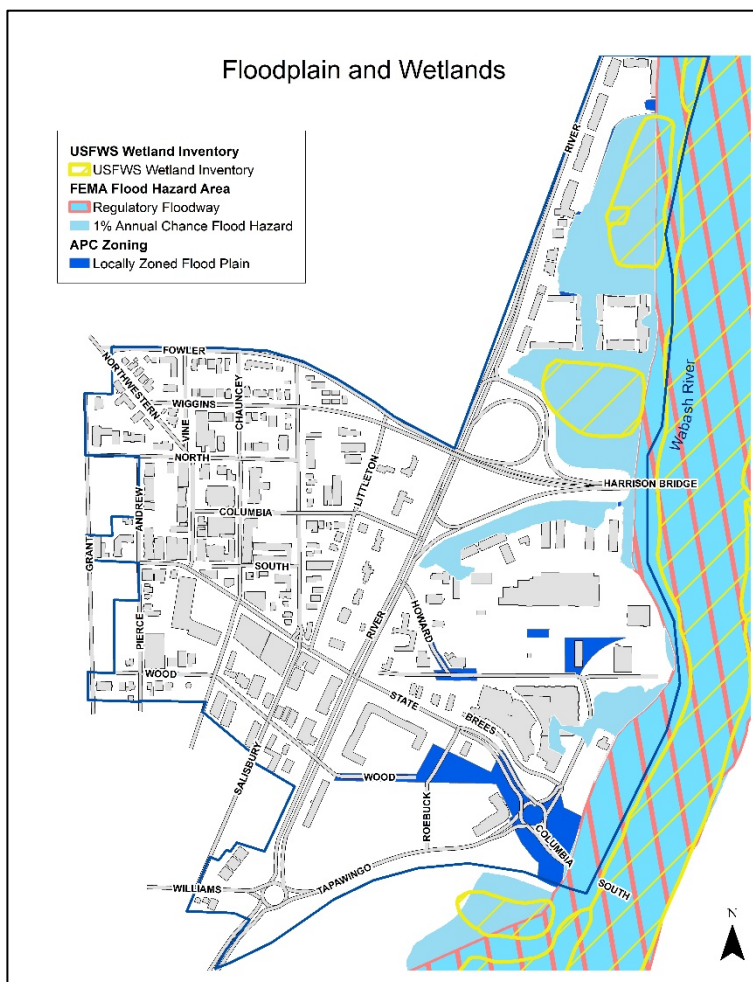 Floodplain and Wetlands
USFWS Wetland Inventory
USFWS Wetland Inventory
FEMA Flood Hazard Area
Regulatory Floodway
1% Annual Chance Flood Hazard
APC Zoning
Locally Zoned Flood Plain
RIVER
Wabash River
FOWLER
NORTHWESTERN
WIGGINS
CHAUNCEY
VINE
NORTH
LITTLETON
HARRISON BRIDGE
ANDREW
COLUMBIA
GRANT
SOUTH
PIERCE
HOWARD
RIVER
WOOD
STATE
BREES
SALISBURY
WOOD
ROEBUCK
COLUMBIA
TAPAWINGO
WILLIAMS
SOUTH
N